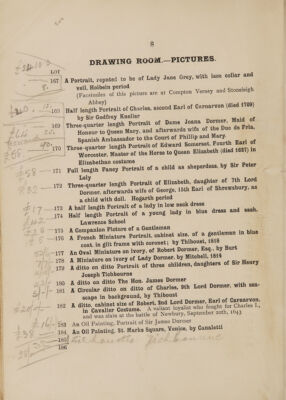 8
DRAWING ROOM.—PICTURES.
LOT
167 A Portrait, reputed to be of Lady Jane Grey, with lace collar and
veil, Holbein period
(Facsimiles of this picture are at Compton Verney and Stoneleigh
Abbey)
168 Half length Portrait of Charles, second Earl of Carnarvon (died 1709)
by Sir Godfrey Kneller
169 Three-quarter length Portrait of Dame Joana Dormer, Maid of
Honour to Queen Mary, and afterwards wife of the Duc de Fria,
Spanish Ambassador to the Court of Phillip and Mary
170 Three-quarter length Portrait of Edward Somerset, Fourth Earl of
Worcester, Master of the Horse to Queen Elizabeth (died 1627) in
Elizabethan costume
171 Full length Fancy Portrait of a child as sheperdess, by Sir Peter
Lely
172 Three-quarter length Portrait of Elizabeth, daughter of 7th Lord
Dormer, afterwards wife of George, 15th Earl of Shrewsbury, as
a child with doll. Hogarth period
173 A half length Portrait of a lady in low neck dress
174 Half length Portrait of a young lady in blue dress and sash.
Lawrence School
175 A Companion Picture of a Gentleman
176 A French Miniature Portrait, cabinet size, of a gentleman in blue
coat, in gilt frame with coronet; by Thiboust, 1818
177 An Oval Miniature on ivory, of Robert Dormer, Esq., by Burt
178 A Miniature on ivory of Lady Dormer, by Mitchell, 1814
179 A ditto on ditto Portrait of three children, daughters of Sir Henry
Joseph Tichbourne
180 A ditto on ditto The Hon. James Dormer
181 A Circular ditto on ditto of Charles, 9th Lord Dormer, with sea-
scape in background, by Thiboust
182 A ditto, cabinet size of Robert, 2nd Lord Dormer, Earl of Carnarvon,
in Cavalier Costume. A valiant loyalist who fought for Charles I.,
and was slain at the battle of Newbury, September 20th, 1643
183 An Oil Painting, Portrait of Sir James Dormer
184 An Oil Painting, St. Marks Square, Venice, by Canaletti
185
186